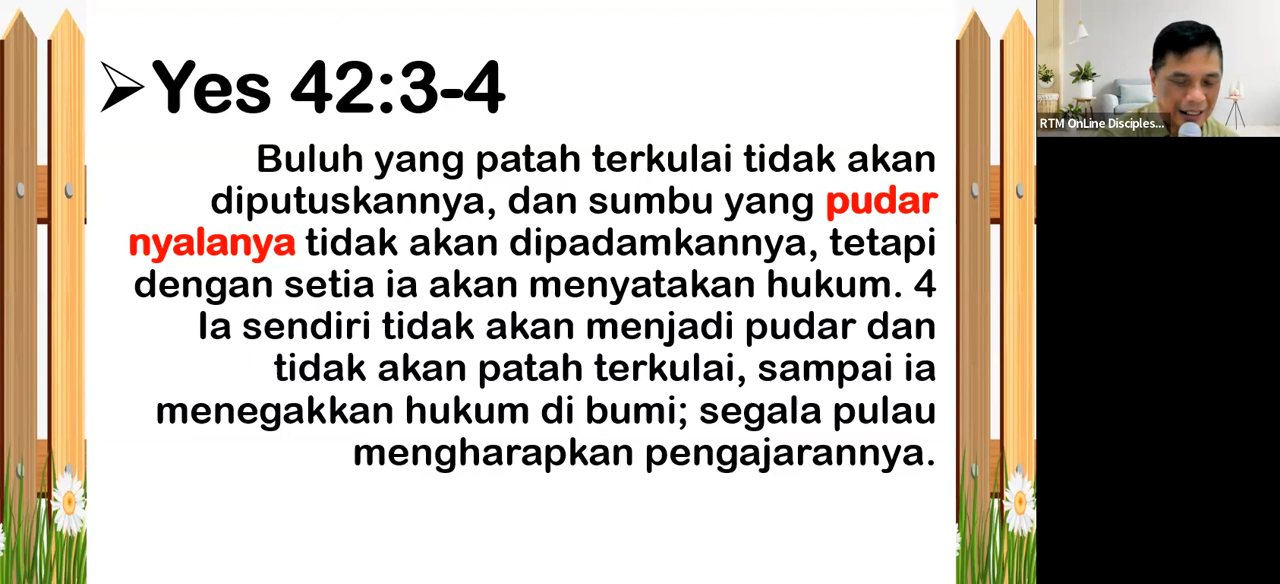 Yes 42:3-4
Buluh yang patah terkulai tidak akan
diputuskannya, dan sumbu yang pudar
nyalanya tidak akan dipadamkannya, tetapi
dengan setia ia akan menyatakan hukum. 4
Ia sendiri tidak akan menjadi pudar dan
tidak akan patah terkulai, sampai ia
menegakkan hukum di bumi; segala pulau
mengharapkan pengajarannya.
RTM OnLine Disciples...